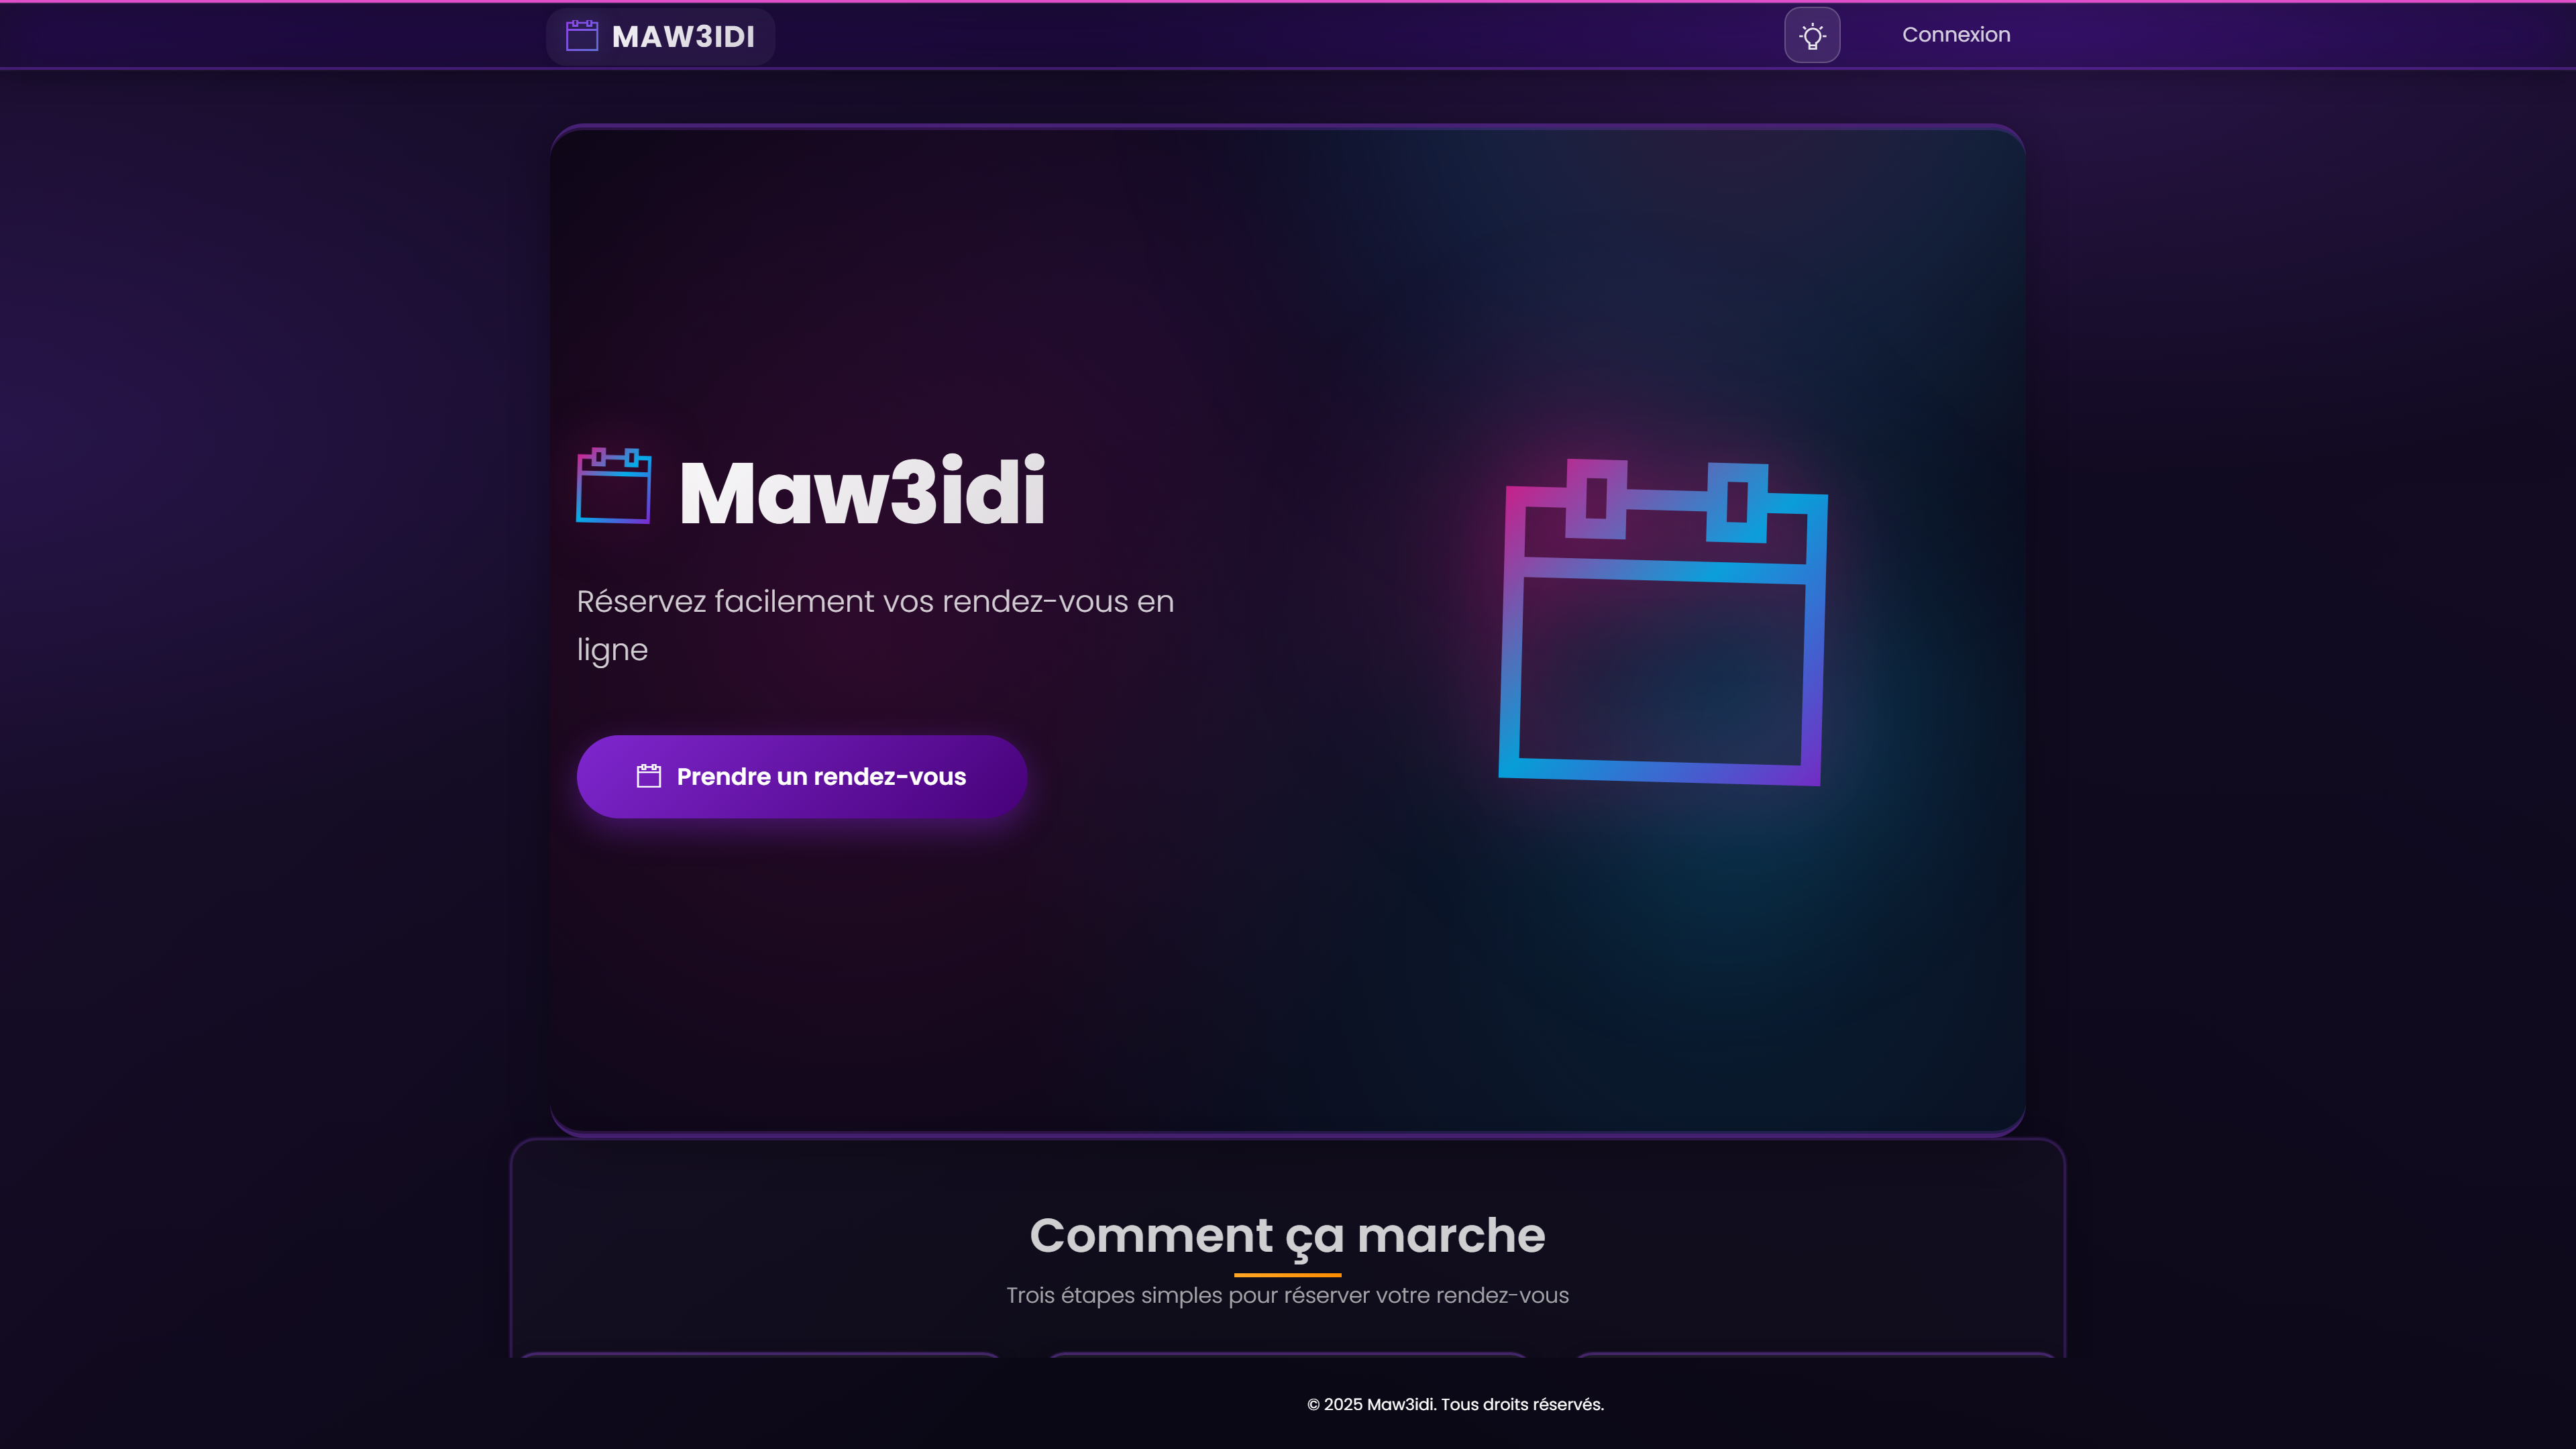 MAW3IDI
Connexion
Maw3idi
Réservez facilement vos rendez-vous en
ligne
Prendre un rendez-vous
Comment ça marche
Trois étapes simples pour réserver votre rendez-vous
© 2025 Maw3idi. Tous droits réservés.